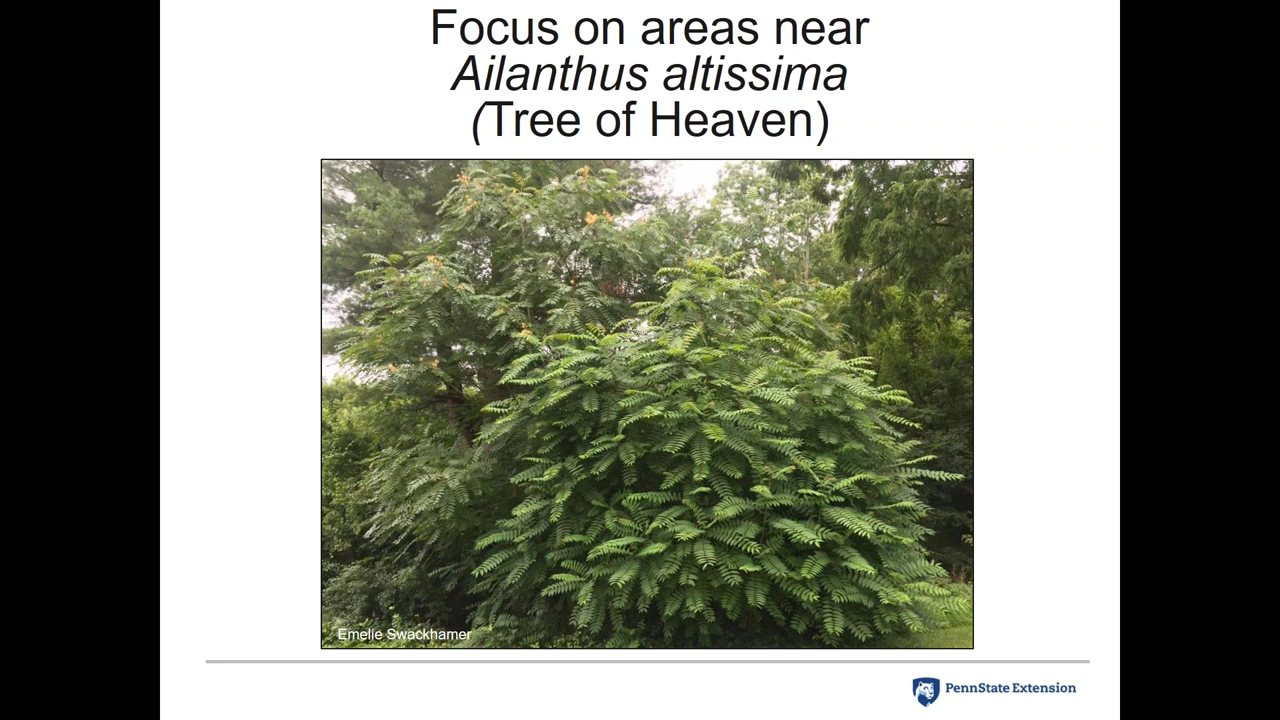 Focus on areas near
Ailanthus altissima
(Tree of Heaven)
Emelie Swackhamer
PennState Extension